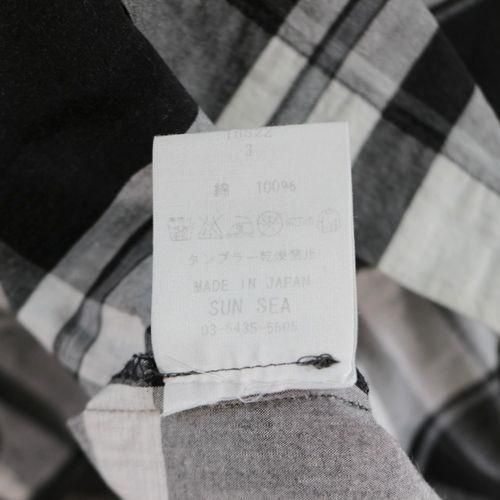 16S22
3
綿 100%
タンブラー乾燥禁止
MADE IN JAPAN
SUN SEA
03-5435-5505